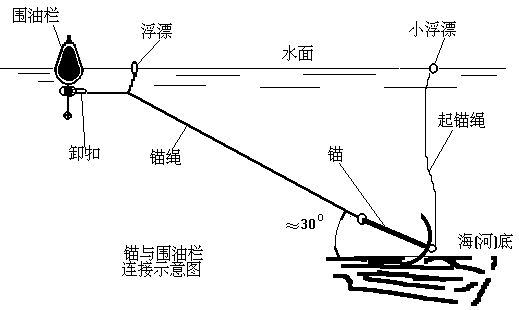 围油栏
浮漂
水面
小浮漂
卸扣
锚绳
锚
起锚绳
≈30⁰
海(河)底
锚与围油栏
连接示意图